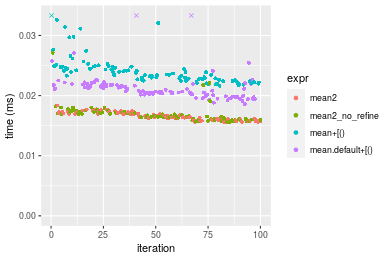 time (ms)
0.03
0.02
0.01
0.00
0
25
50
75
100
iteration
expr
mean2
mean2_no_refine
mean+[()
mean.default+[()